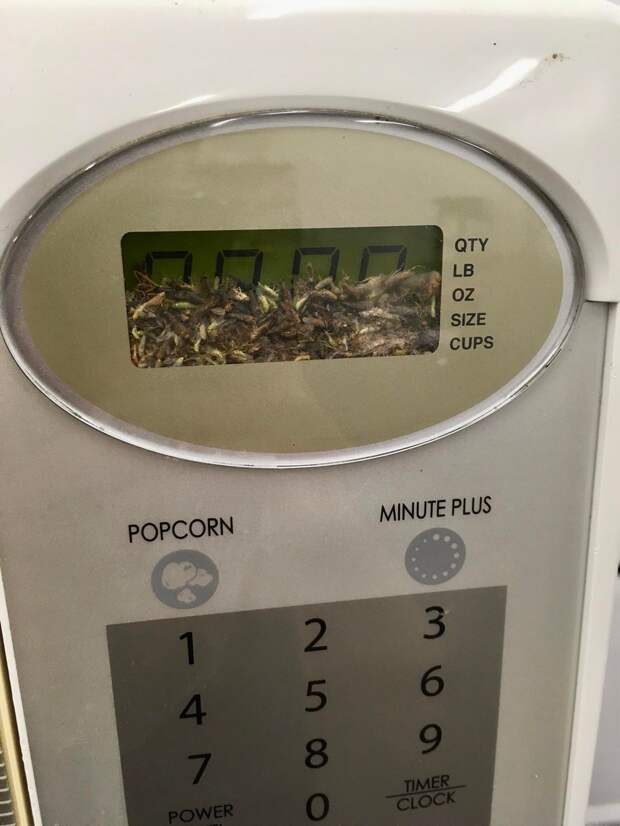 QTY
LB
OZ
SIZE
CUPS
POPCORN
MINUTE PLUS
1 2 3
4 5 6
7 8 9
POWER 0 TIMER
CLOCK